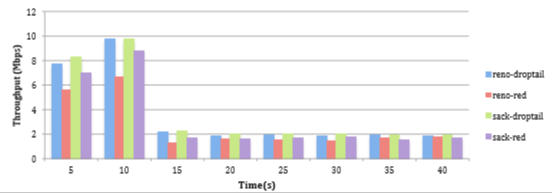 12
10
8
6
4
2
0
Throughput (Mbps)
5 10 15 20 25 30 35 40
Time(s)
reno-droptail
reno-red
sack-droptail
sack-red